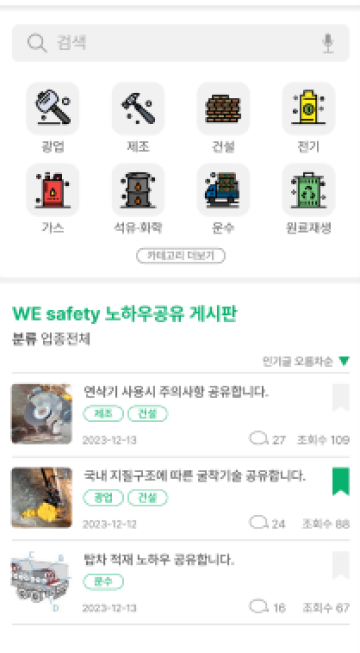 검색
광업 제조 건설 전기
가스 석유·화학 운수 원료재생
카테고리 더보기
WE safety 노하우공유 게시판
분류 업종전체
인기글 오름차순 ▼
연삭기 사용시 주의사항 공유합니다.
제조 건설
2023-12-13 27 조회수 109
국내 지질구조에 따른 굴착기술 공유합니다.
광업 건설
2023-12-12 24 조회수 88
탑차 적재 노하우 공유합니다.
운수
C B
D
2023-12-13 16 조회수 67